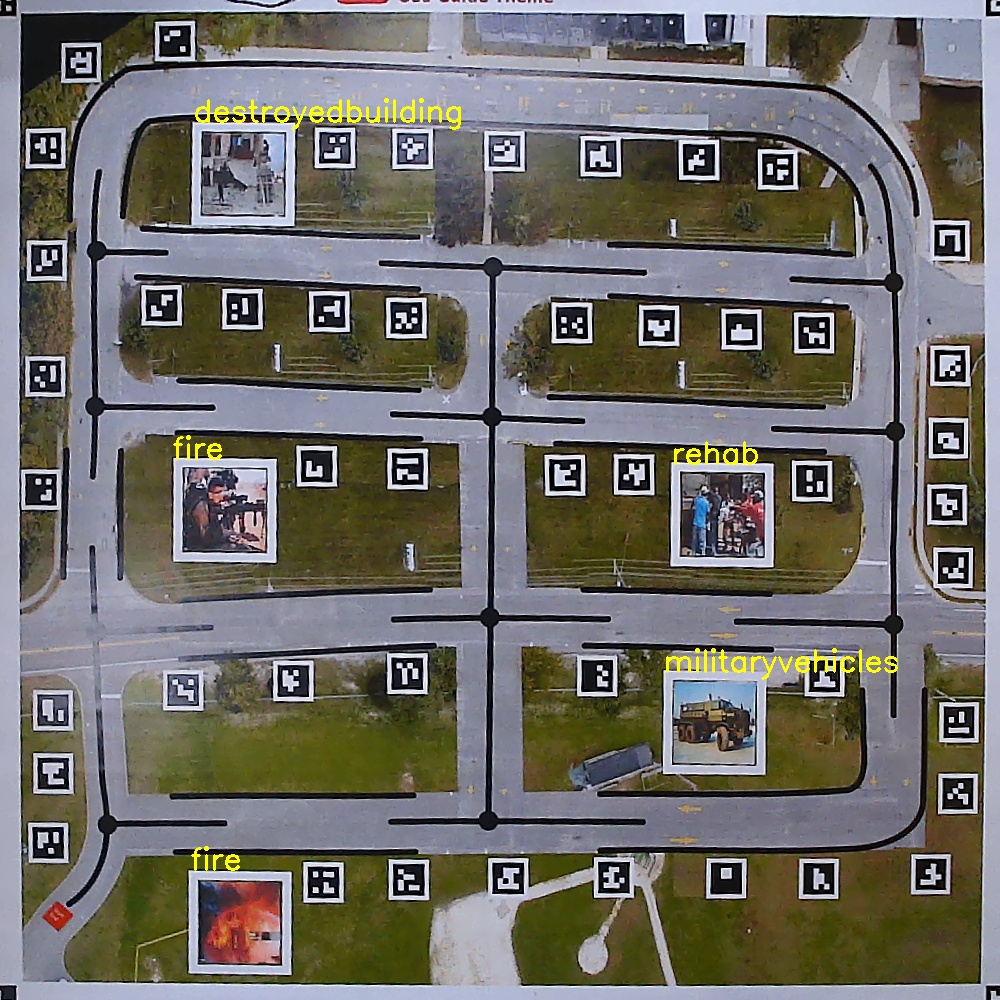 destroyedbuilding
fire
rehab
militaryvehicles
fire